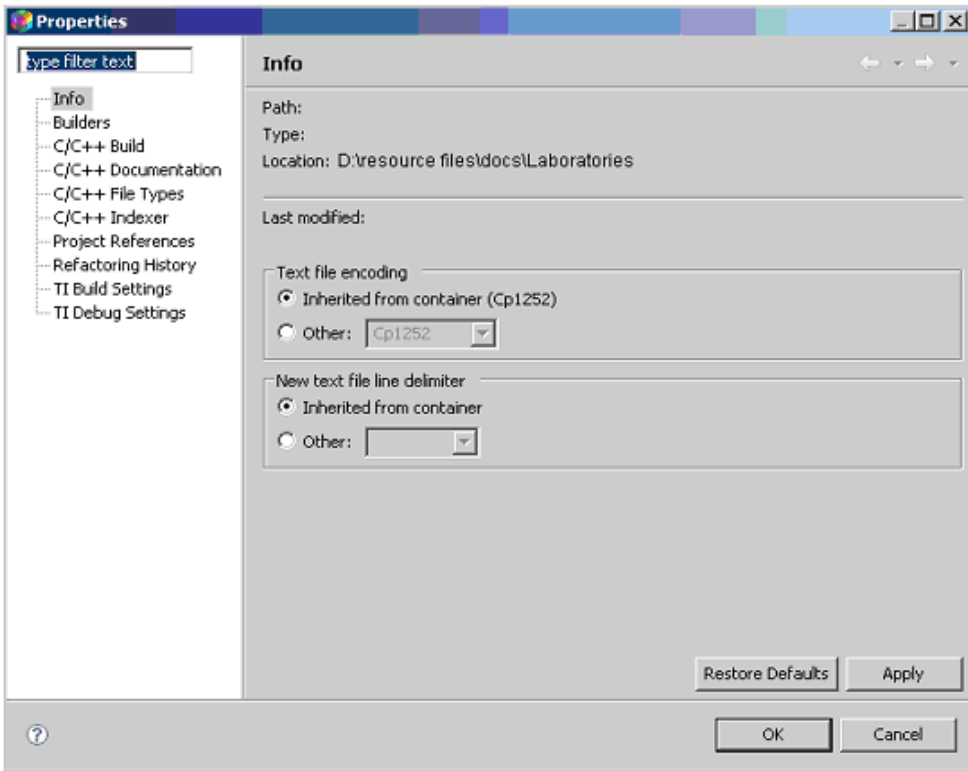 Properties
type filter text
Info
Builders
C/C++ Build
C/C++ Documentation
C/C++ File Types
C/C++ Indexer
Project References
Refactoring History
TI Build Settings
TI Debug Settings
Info
Path:
Type:
Location: D:\resource files\docs\Laboratories
Last modified:
Text file encoding
Inherited from container (Cp1252)
Other: Cp1252
New text file line delimiter
Inherited from container
Other:
Restore Defaults Apply
? OK Cancel